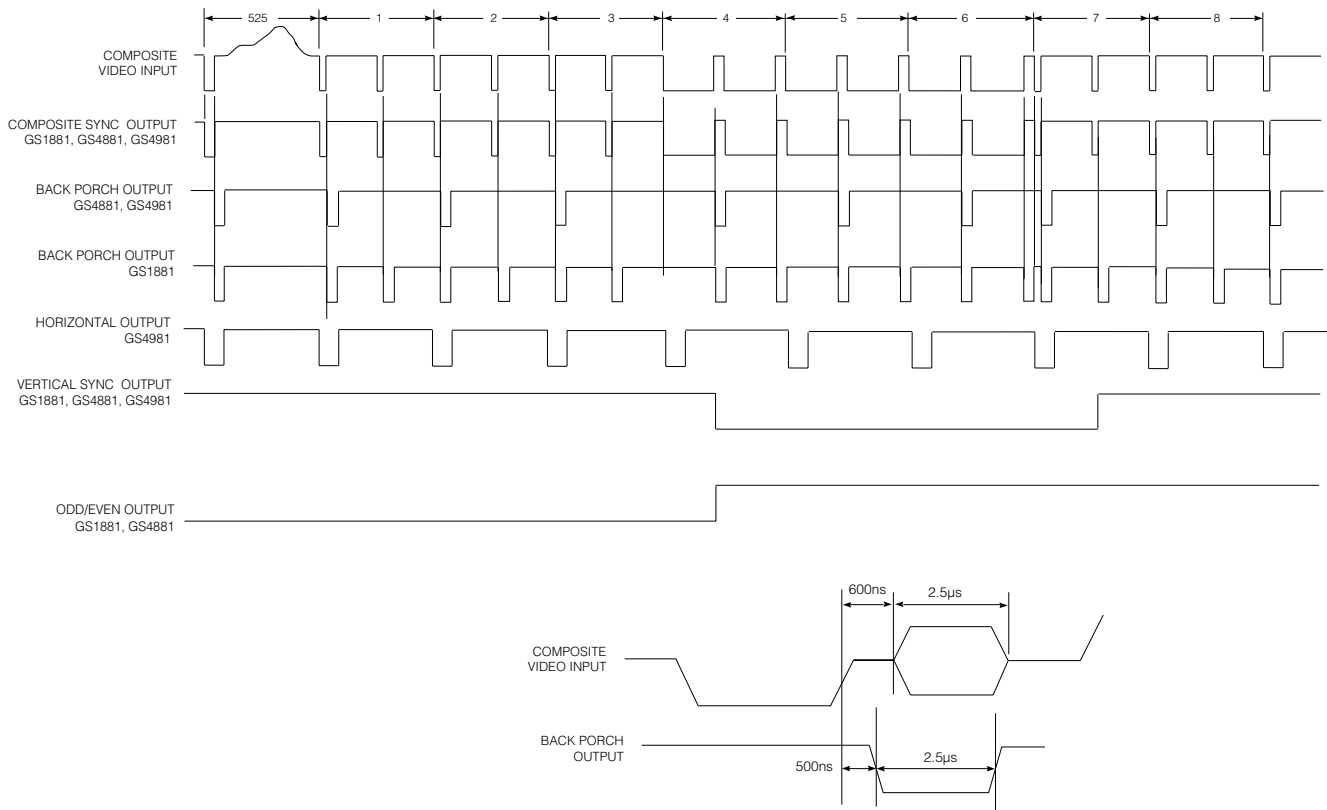 525 1 2 3 4 5 6 7 8
COMPOSITE
VIDEO INPUT
COMPOSITE SYNC OUTPUT
GS1881, GS4881, GS4981
BACK PORCH OUTPUT
GS4881, GS4981
BACK PORCH OUTPUT
GS1881
HORIZONTAL OUTPUT
GS4981
VERTICAL SYNC OUTPUT
GS1881, GS4881, GS4981
ODD/EVEN OUTPUT
GS1881, GS4881
600ns 2.5µs
COMPOSITE
VIDEO INPUT
BACK PORCH
OUTPUT
500ns 2.5µs